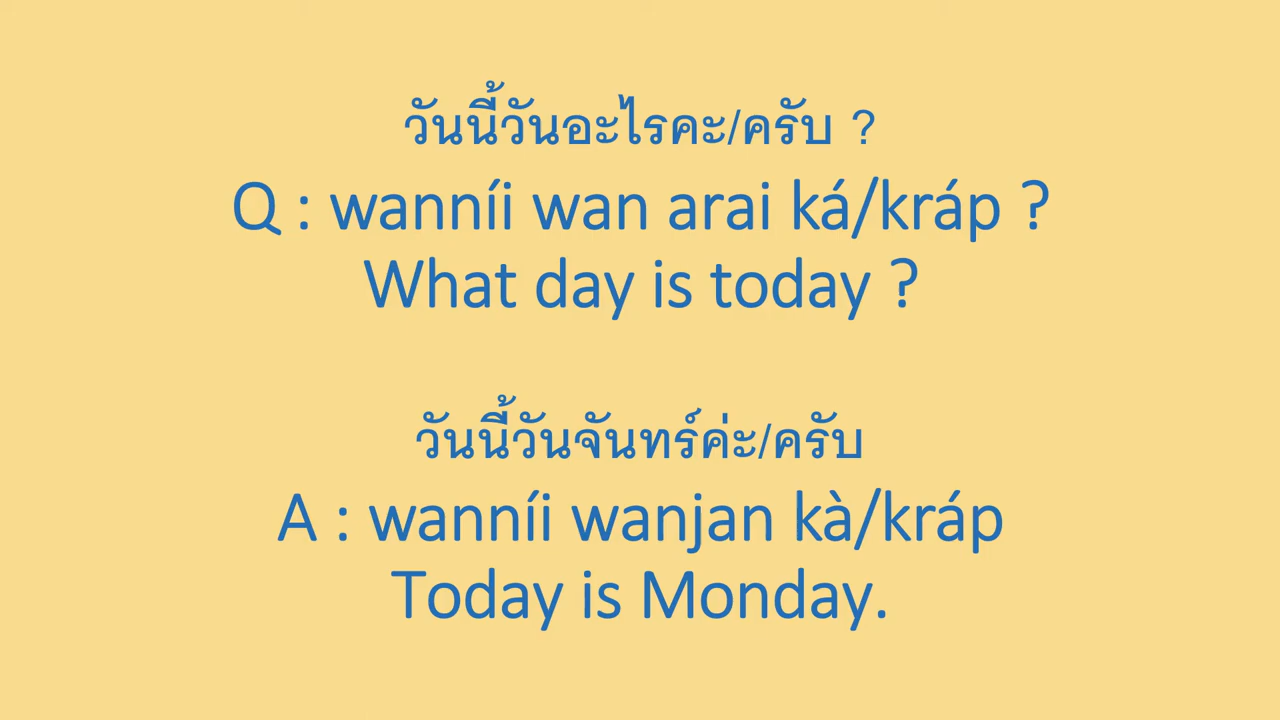 วันนี้วันอะไรคะ/ครับ ?
Q : wanníi wan arai ká/kráp ?
What day is today ?
วันนี้วันจันทร์ค่ะ/ครับ
A : wanníi wanjan kà/kráp
Today is Monday.